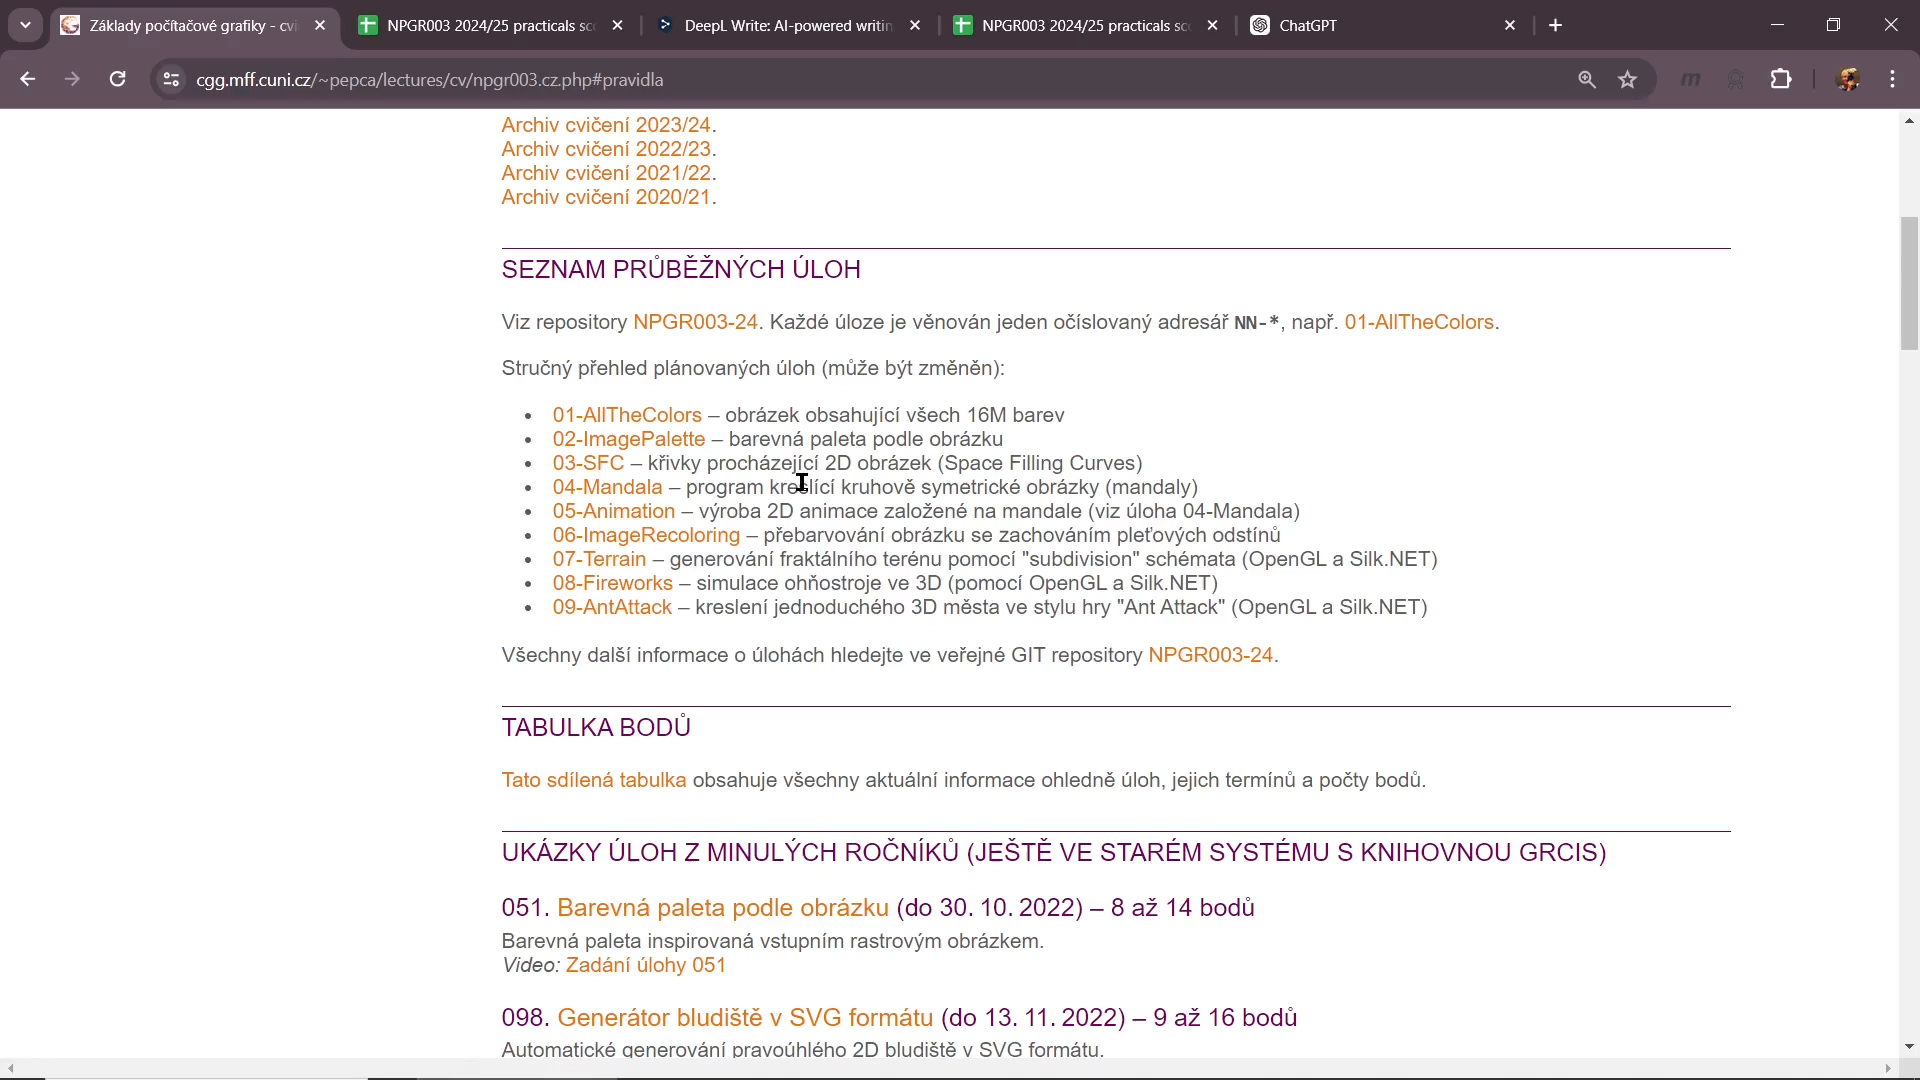 Základy počítačové grafiky - cvi
NPGR003 2024/25 practicals sc
DeepL Write: AI-powered writin
NPGR003 2024/25 practicals sc
ChatGPT
cgg.mff.cuni.cz/~pepca/lectures/cv/npgr003.cz.php#pravidla
Archiv cvičení 2023/24.
Archiv cvičení 2022/23.
Archiv cvičení 2021/22.
Archiv cvičení 2020/21.
SEZNAM PRŮBĚŽNÝCH ÚLOH
Viz repository NPGR003-24. Každé úloze je věnován jeden očíslovaný adresář NN-*, např. 01-AllTheColors.
Stručný přehled plánovaných úloh (může být změněn):
• 01-AllTheColors – obrázek obsahující všech 16M barev
• 02-ImagePalette – barevná paleta podle obrázku
• 03-SFC – křivky procházející 2D obrázek (Space Filling Curves)
• 04-Mandala – program kreslící kruhově symetrické obrázky (mandaly)
• 05-Animation – výroba 2D animace založené na mandale (viz úloha 04-Mandala)
• 06-ImageRecoloring – přebarvování obrázku se zachováním pleťových odstínů
• 07-Terrain – generování fraktálního terénu pomocí "subdivision" schémata (OpenGL a Silk.NET)
• 08-Fireworks – simulace ohňostroje ve 3D (pomocí OpenGL a Silk.NET)
• 09-AntAttack – kreslení jednoduchého 3D města ve stylu hry "Ant Attack" (OpenGL a Silk.NET)
Všechny další informace o úlohách hledejte ve veřejné GIT repository NPGR003-24.
TABULKA BODŮ
Tato sdílená tabulka obsahuje všechny aktuální informace ohledně úloh, jejich termínů a počty bodů.
UKÁZKY ÚLOH Z MINULÝCH ROČNÍKŮ (JEŠTĚ VE STARÉM SYSTÉMU S KNIHOVNOU GRCIS)
051. Barevná paleta podle obrázku (do 30. 10. 2022) – 8 až 14 bodů
Barevná paleta inspirovaná vstupním rastrovým obrázkem.
Video: Zadání úlohy 051
098. Generátor bludiště v SVG formátu (do 13. 11. 2022) – 9 až 16 bodů
Automatické generování pravoúhlého 2D bludiště v SVG formátu.